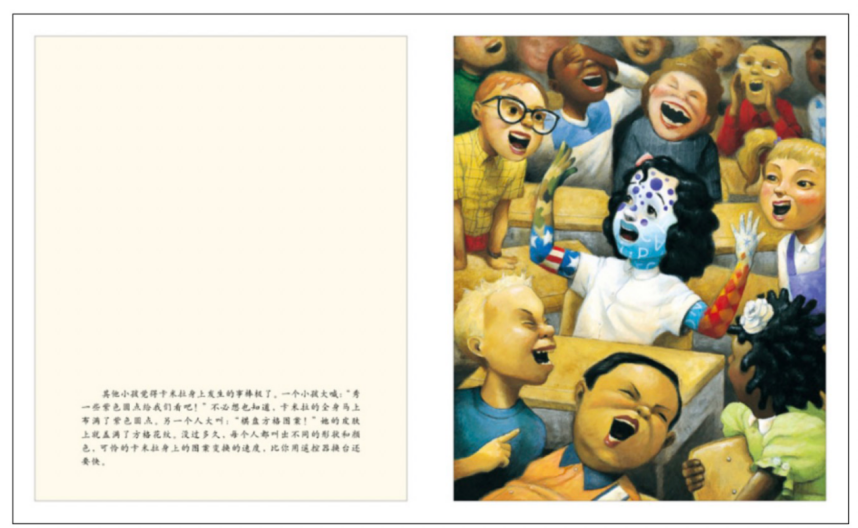 其他小孩觉得卡米拉身上发生的事棒极了。一个小孩大喊：“秀
一些紫色圆点给我们看吧！”不必想也知道，卡米拉的全身马上
布满了紫色圆点。另一个人大叫：“棋盘方格图案！”她的皮肤
上就盖满了方格花纹。没过多久，每个人都叫出不同的形状和颜
色，可怜的卡米拉身上的图案变换的速度，比你用遥控器换台还
要快。